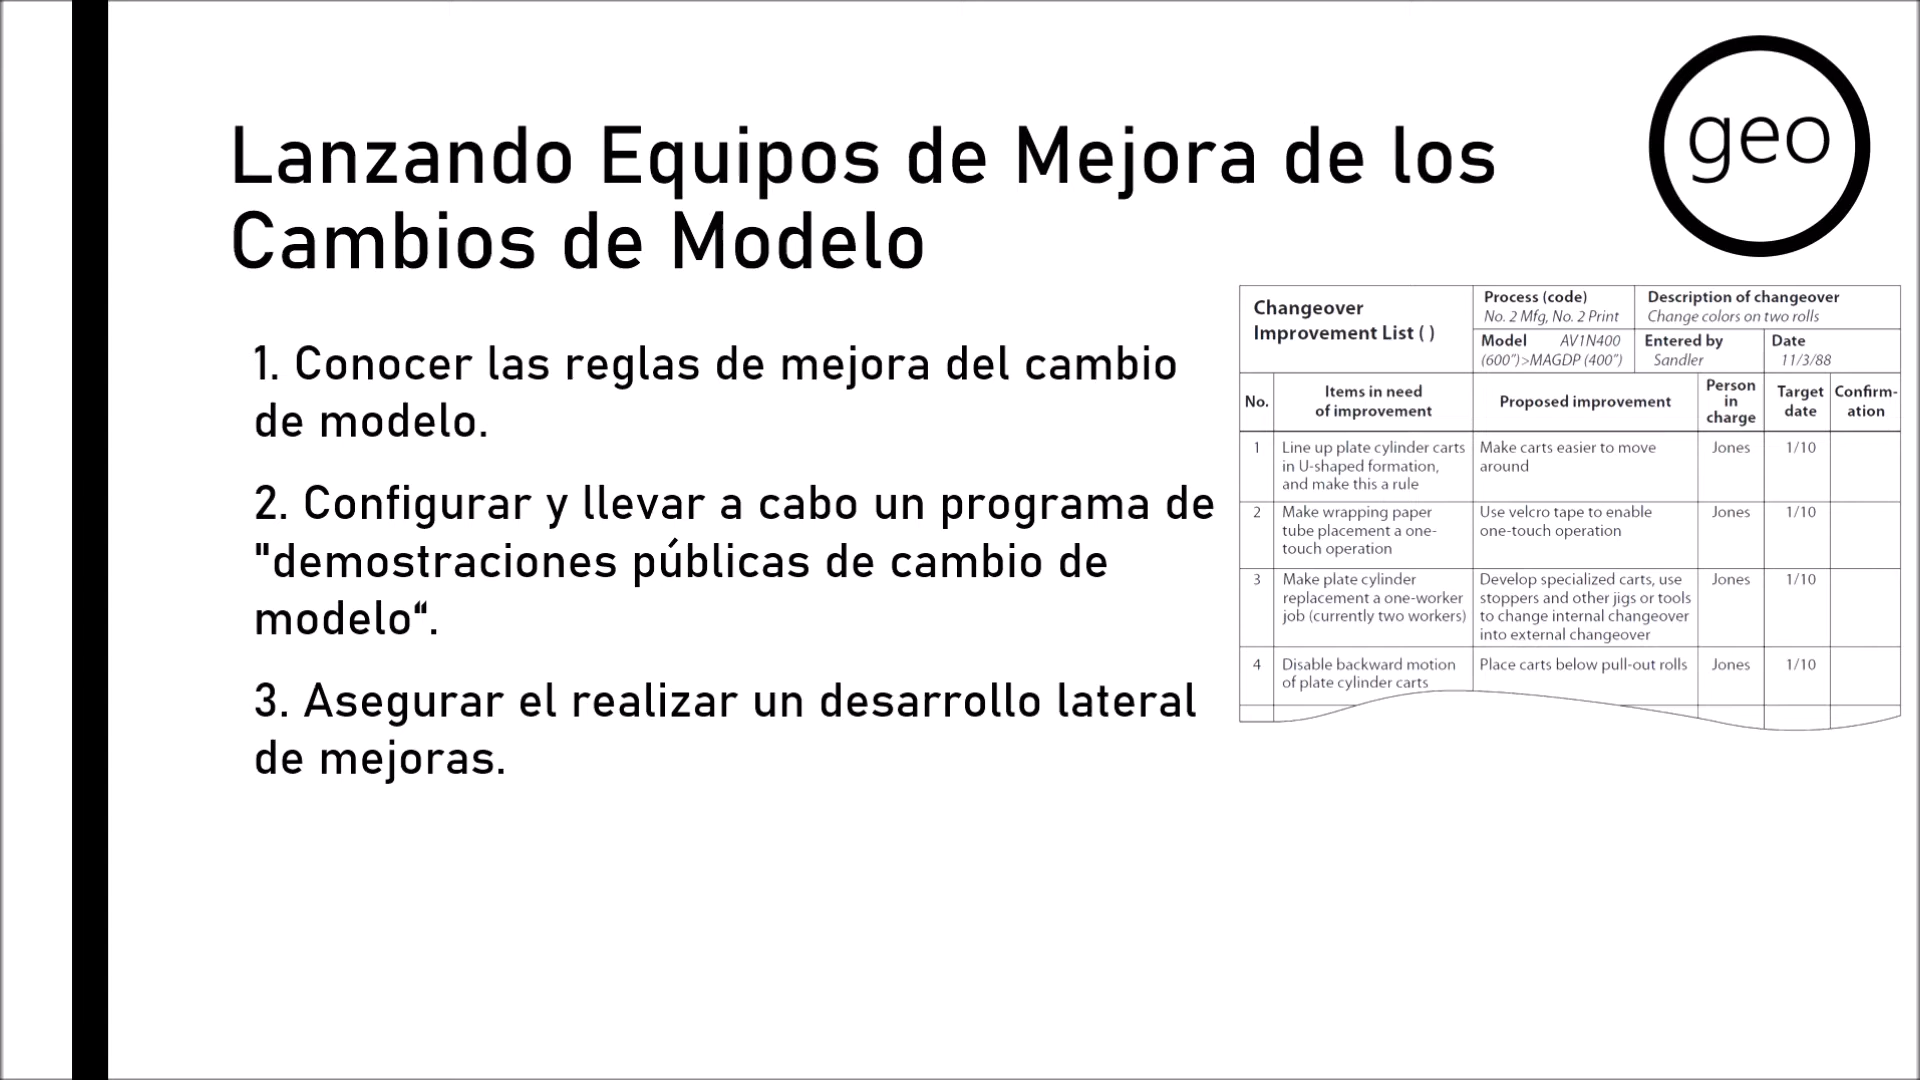 geo
Lanzando Equipos de Mejora de los
Cambios de Modelo
1. Conocer las reglas de mejora del cambio
de modelo.
2. Configurar y llevar a cabo un programa de
"demostraciones públicas de cambio de
modelo“.
3. Asegurar el realizar un desarrollo lateral
de mejoras.
Changeover
Improvement List ( )
Process (code)
No. 2 Mfg, No. 2 Print
Description of changeover
Change colors on two rolls
Model AV1N400
(600")>MAGDP (400")
Entered by
Sandler
Date
11/3/88
No.
Items in need
of improvement
Proposed improvement
Person
in
charge
Target
date
Confirm-
ation
1
Line up plate cylinder carts
in U-shaped formation,
and make this a rule
Make carts easier to move
around
Jones
1/10
2
Make wrapping paper
tube placement a one-
touch operation
Use velcro tape to enable
one-touch operation
Jones
1/10
3
Make plate cylinder
replacement a one-worker
job (currently two workers)
Develop specialized carts, use
stoppers and other jigs or tools
to change internal changeover
into external changeover
Jones
1/10
4
Disable backward motion
of plate cylinder carts
Place carts below pull-out rolls
Jones
1/10